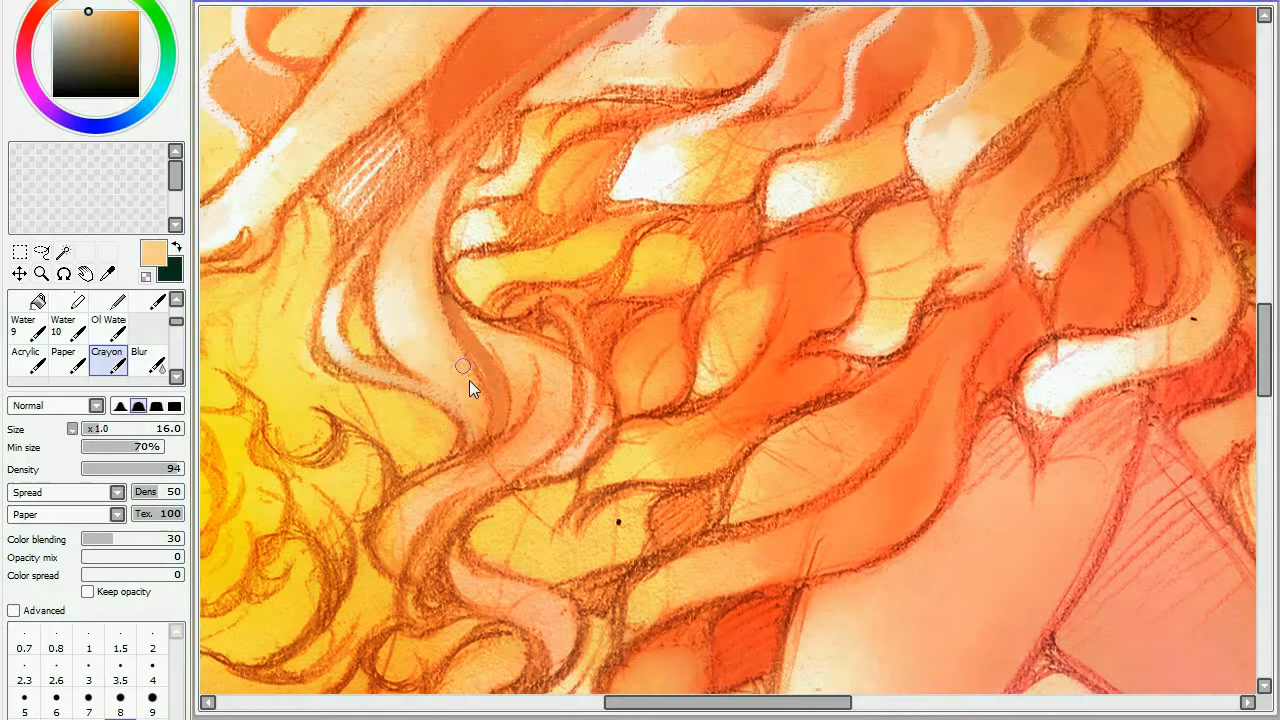 Water Water Ol Wate
9 10
Acrylic Paper Crayon Blur
Normal
Size x 1.0 16.0
Min size 70%
Density 94
Spread Dens 50
Paper Tex. 100
Color blending 30
Opacity mix 0
Color spread 0
Keep opacity
Advanced
0.7 0.8 1 1.5 2
2.3 2.6 3 3.5 4
5 6 7 8 9